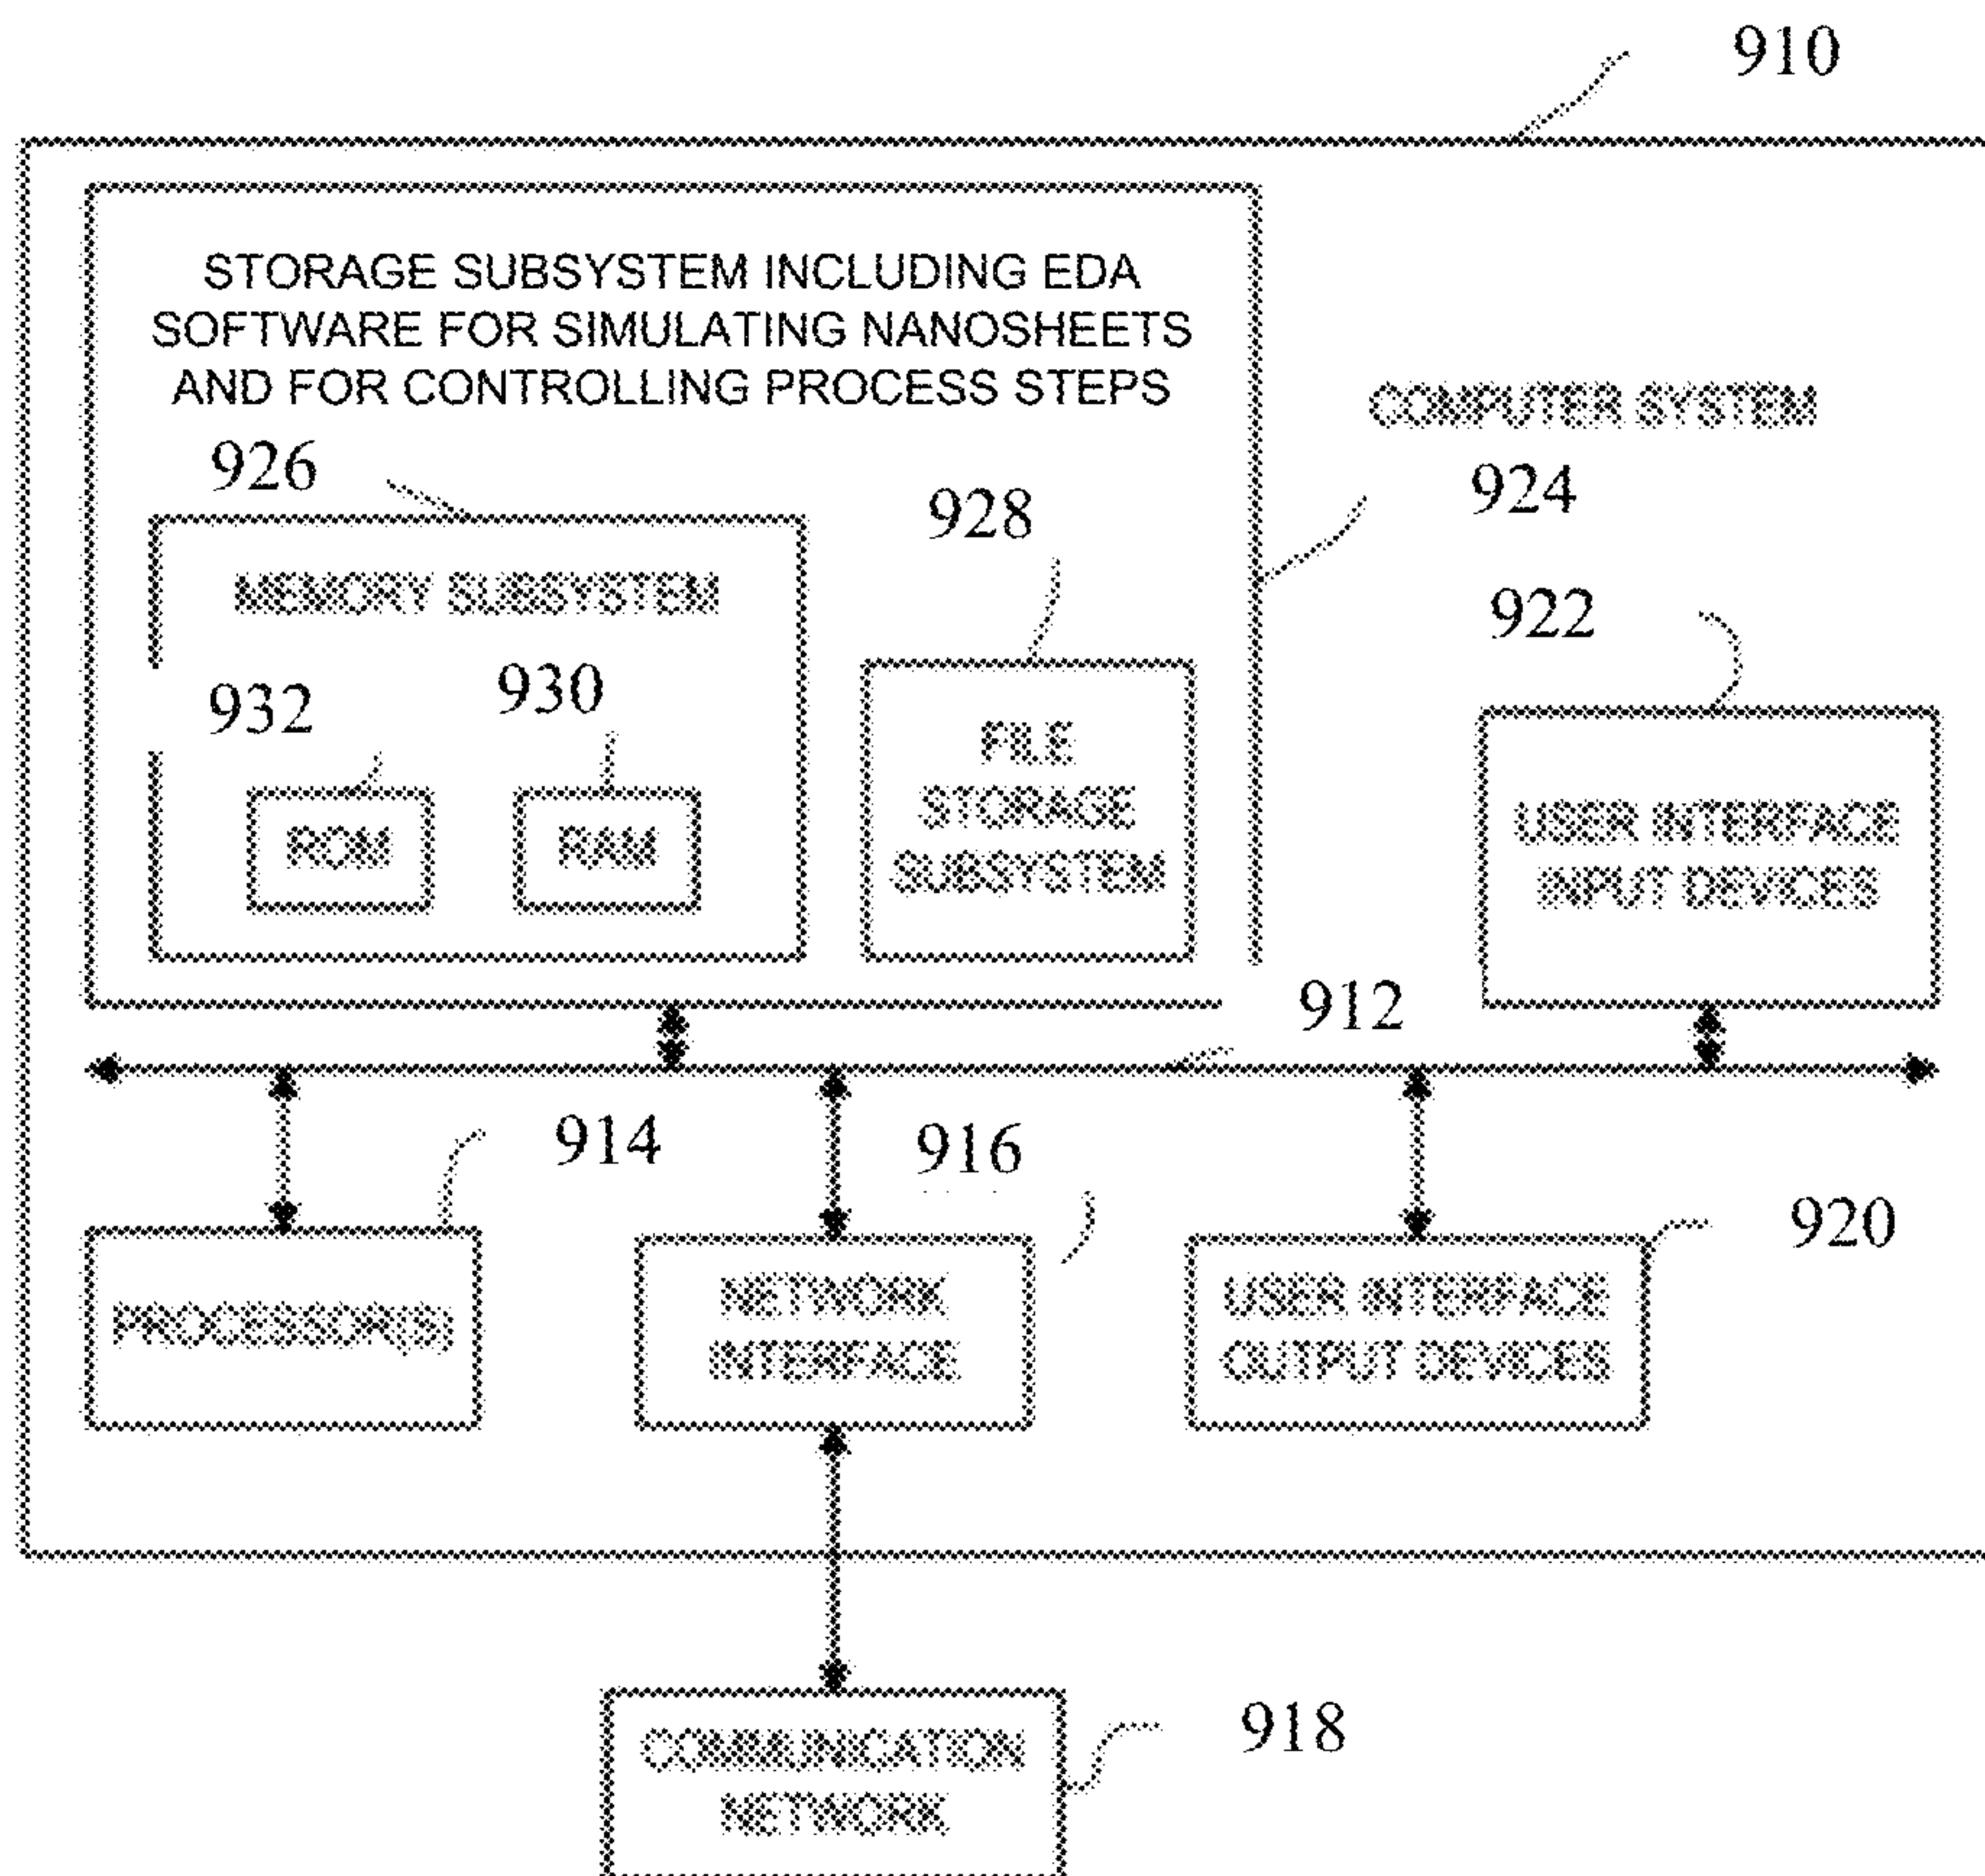 910
STORAGE SUBSYSTEM INCLUDING EDA
SOFTWARE FOR SIMULATING NANOSHEETS
AND FOR CONTROLLING PROCESS STEPS
COMPUTER SYSTEM
926
928
924
MEMORY SUBSYSTEM
922
932
930
FILE
STORAGE
SUBSYSTEM
ROM
RAM
USER INTERFACE
INPUT DEVICES
912
914
916
920
PROCESSOR(S)
NETWORK
INTERFACE
USER INTERFACE
OUTPUT DEVICES
COMMUNICATION
NETWORK
918